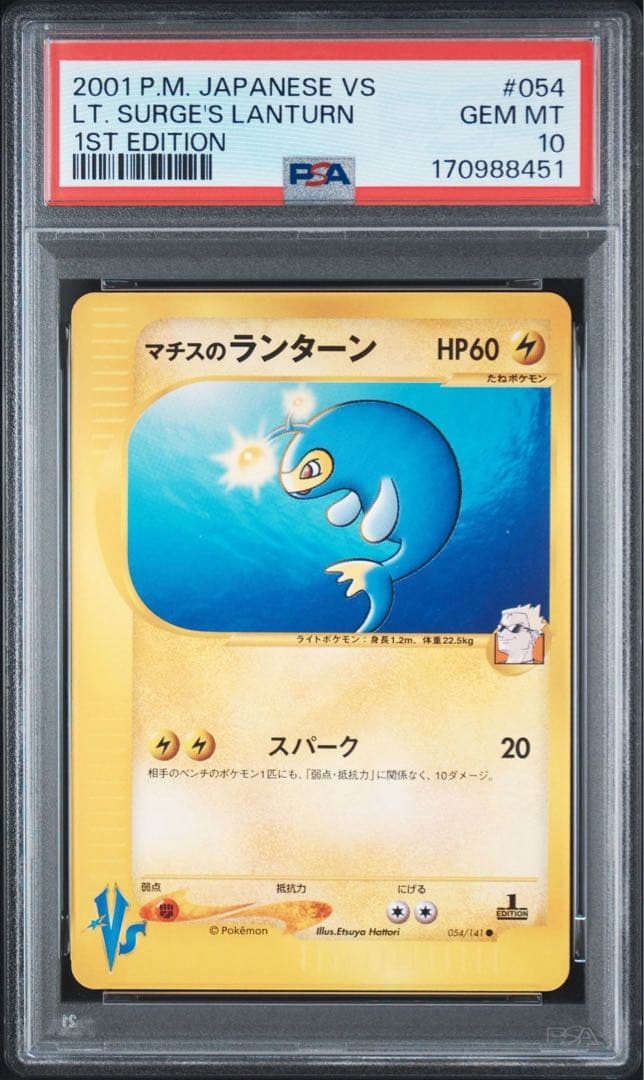 2001 P.M. JAPANESE VS #054
LT. SURGE'S LANTURN GEM MT
1ST EDITION 10
PSA 170988451
マチスのランターン HP60
たねポケモン
ライトポケモン：身長1.2m、体重22.5kg
スパーク 20
相手のベンチのポケモン1匹にも、「弱点・抵抗力」に関係なく、10ダメージ。
弱点 抵抗力 にげる
1
EDITION
Vs
© Pokémon Illus.Etsuya Hattori 054/141
PSA